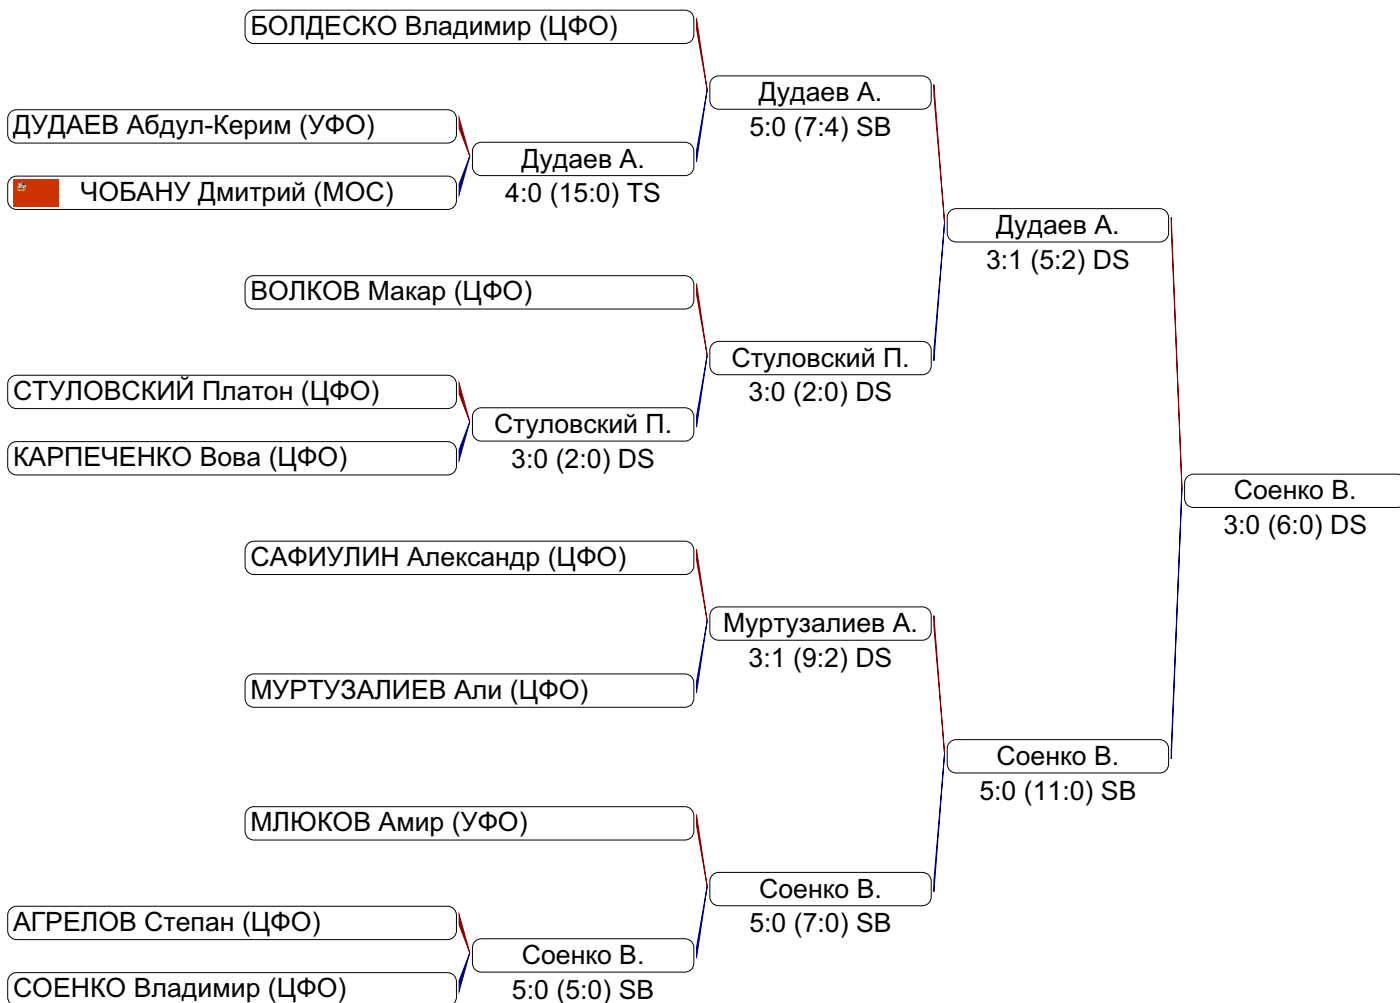 БОЛДЕСКО Владимир (ЦФО)
Дудаев А.
5:0 (7:4) SB
ДУДАЕВ Абдул-Керим (УФО)
Дудаев А.
4:0 (15:0) TS
ЧОБАНУ Дмитрий (МОС)
Дудаев А.
3:1 (5:2) DS
ВОЛКОВ Макар (ЦФО)
Стуловский П.
3:0 (2:0) DS
СТУЛОВСКИЙ Платон (ЦФО)
Стуловский П.
3:0 (2:0) DS
КАРПЕЧЕНКО Вова (ЦФО)
Соенко В.
3:0 (6:0) DS
САФИУЛИН Александр (ЦФО)
Муртузалиев А.
3:1 (9:2) DS
МУРТУЗАЛИЕВ Али (ЦФО)
Соенко В.
5:0 (11:0) SB
МЛЮКОВ Амир (УФО)
Соенко В.
5:0 (7:0) SB
АГРЕЛОВ Степан (ЦФО)
Соенко В.
5:0 (5:0) SB
СОЕНКО Владимир (ЦФО)